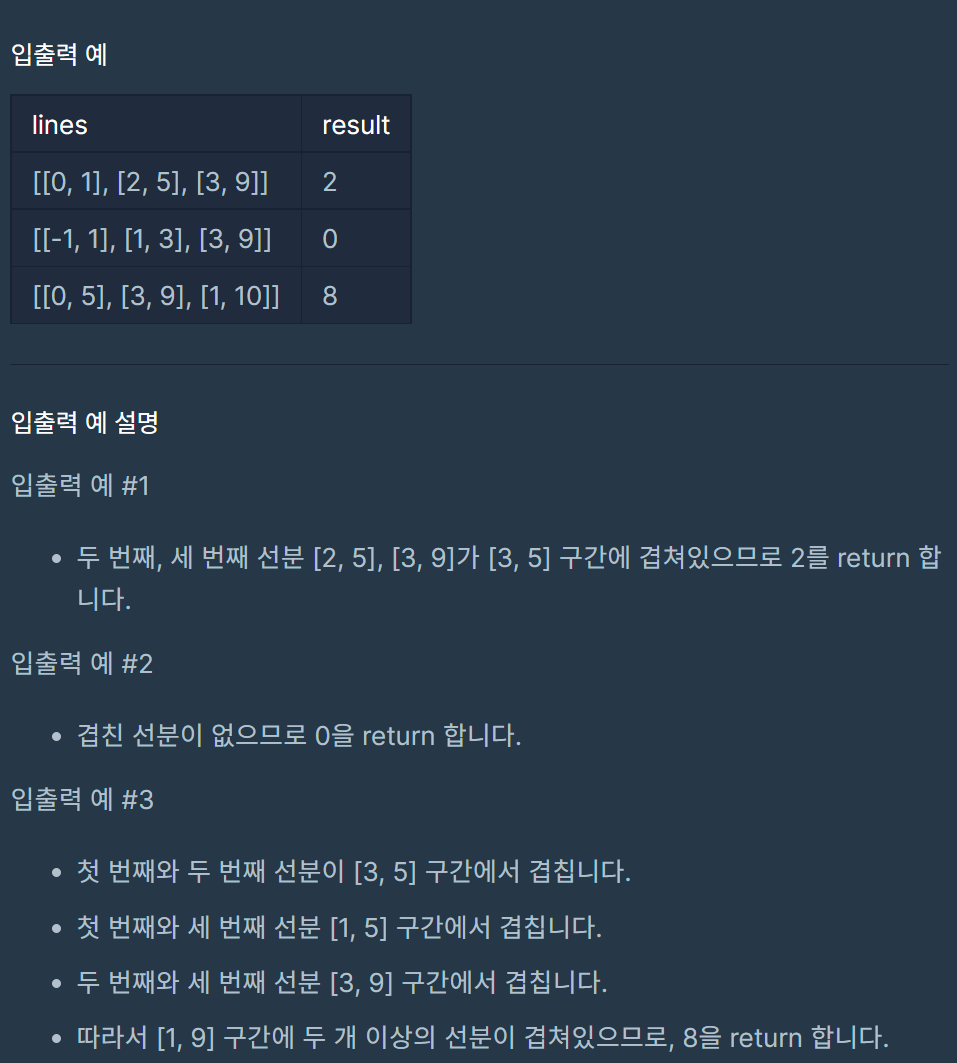 입출력 예
lines result
[[0, 1], [2, 5], [3, 9]] 2
[[-1, 1], [1, 3], [3, 9]] 0
[[0, 5], [3, 9], [1, 10]] 8
입출력 예 설명
입출력 예 #1
두 번째, 세 번째 선분 [2, 5], [3, 9]가 [3, 5] 구간에 겹쳐있으므로 2를 return 합
니다.
입출력 예 #2
겹친 선분이 없으므로 0을 return 합니다.
입출력 예 #3
첫 번째와 두 번째 선분이 [3, 5] 구간에서 겹칩니다.
첫 번째와 세 번째 선분 [1, 5] 구간에서 겹칩니다.
두 번째와 세 번째 선분 [3, 9] 구간에서 겹칩니다.
따라서 [1, 9] 구간에 두 개 이상의 선분이 겹쳐있으므로, 8을 return 합니다.